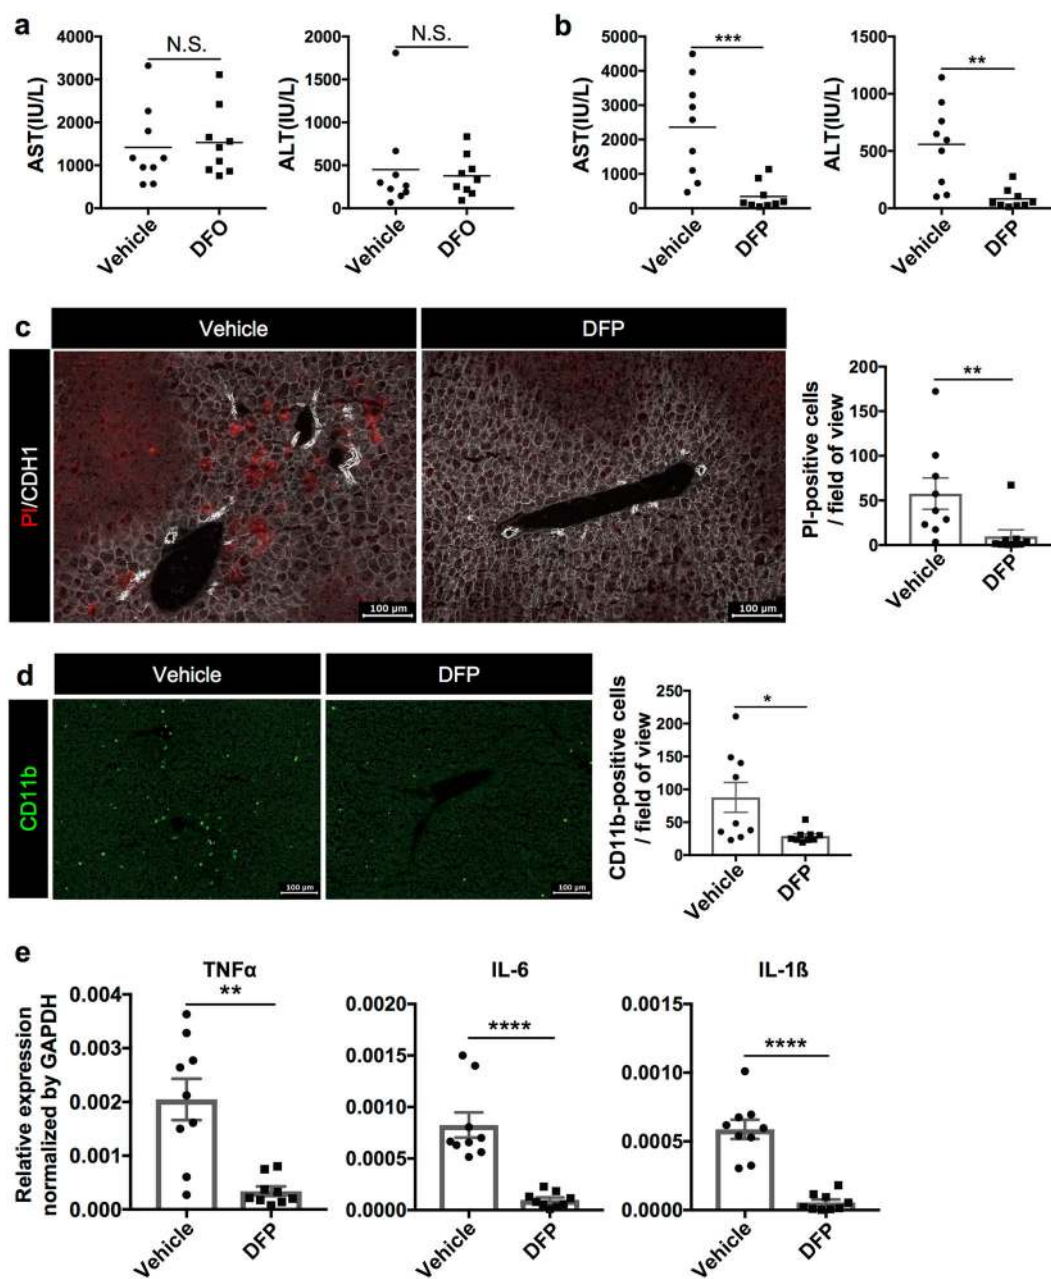 a
N.S.
AST(IU/L)
4000
3000
2000
1000
0
Vehicle
DFO
N.S.
ALT(IU/L)
2000
1500
1000
500
0
Vehicle
DFO
b
***
AST(IU/L)
5000
4000
3000
2000
1000
0
Vehicle
DFP
**
ALT(IU/L)
1500
1000
500
0
Vehicle
DFP
c
Vehicle
DFP
PI/CDH1
100 µm
100 µm
**
PI-positive cells
/ field of view
200
150
100
50
0
Vehicle
DFP
d
Vehicle
DFP
CD11b
100 µm
100 µm
*
CD11b-positive cells
/ field of view
250
200
150
100
50
0
Vehicle
DFP
e
Relative expression
normalized by GAPDH
TNFα
**
0.004
0.003
0.002
0.001
0.000
Vehicle
DFP
IL-6
****
0.0020
0.0015
0.0010
0.0005
0.0000
Vehicle
DFP
IL-1ß
****
0.0015
0.0010
0.0005
0.0000
Vehicle
DFP